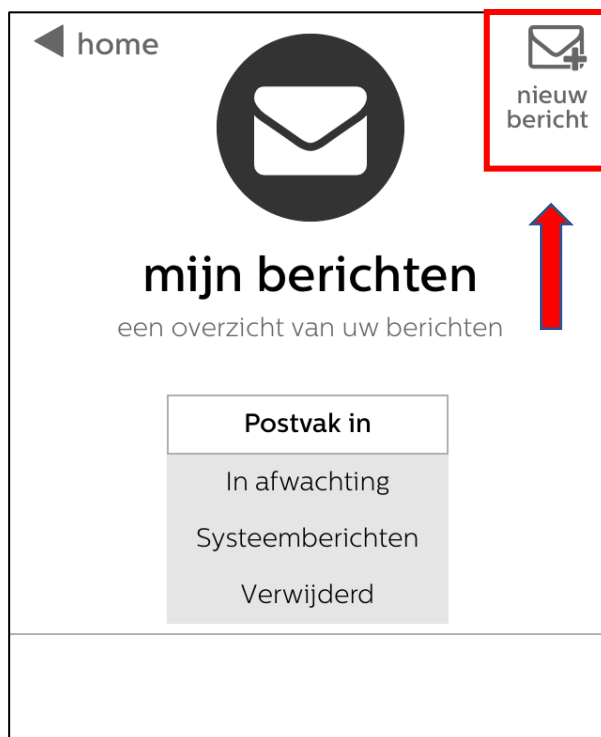 home
nieuw
bericht
mijn berichten
een overzicht van uw berichten
Postvak in
In afwachting
Systeemberichten
Verwijderd